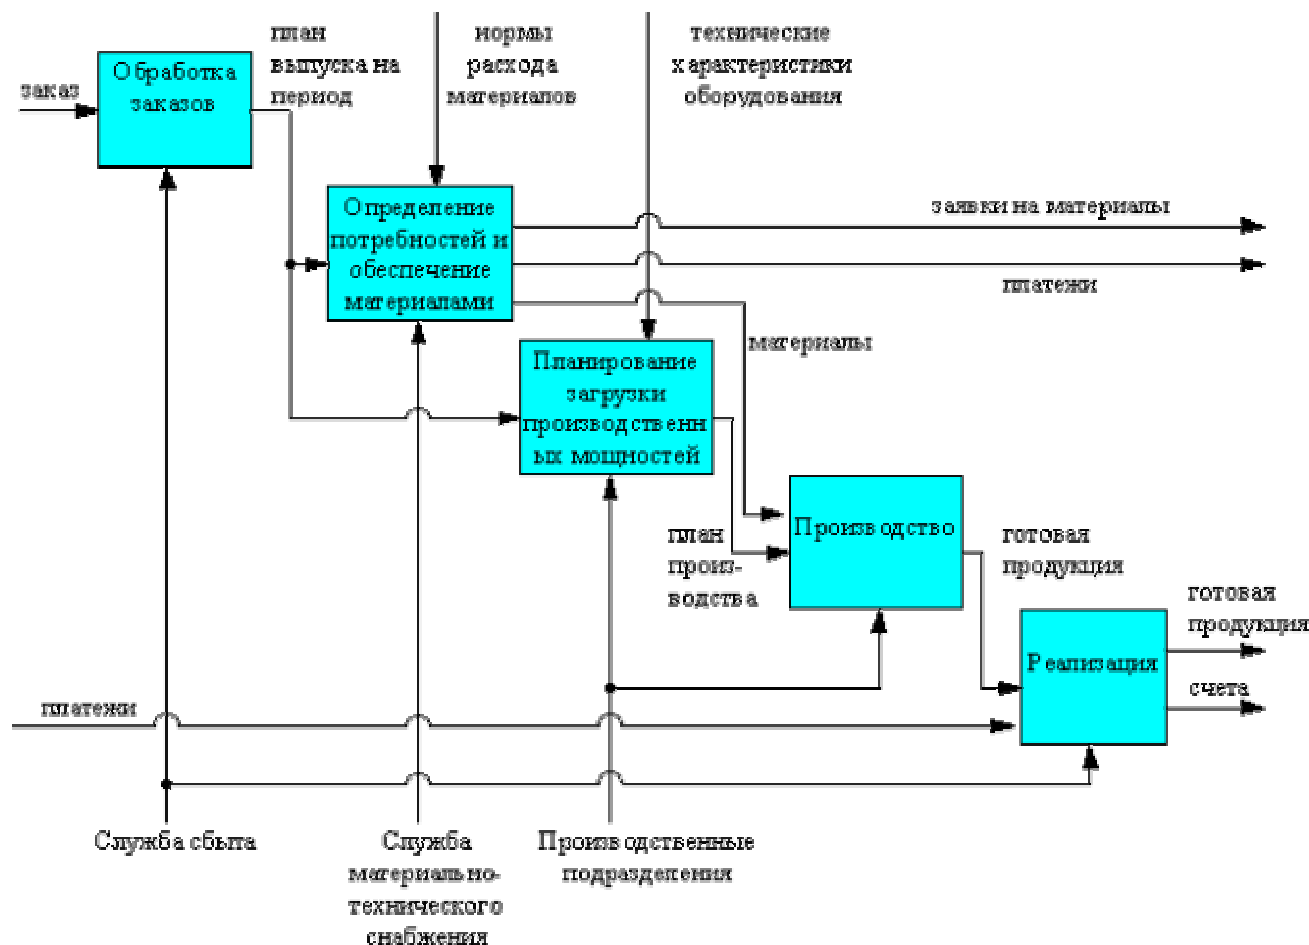 план
выпуска на
период
нормы
расхода
материалов
технические
характеристики
оборудования
заказ
Обработка
заказов
Определение
потребностей и
обеспечение
материалами
заявки на материалы
платежи
материалы
Планирование
загрузки
производственн
ых мощностей
план
произ-
водства
Производство
готовая
продукция
готовая
продукция
Реализация
счета
платежи
Служба сбыта
Служба
материально-
технического
снабжения
Производственные
подразделения